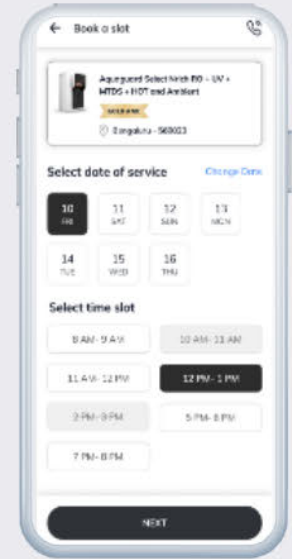 Book a slot
Aquaguard Select Nrich RO + UV +
MTDS + HOT and Ambient
Bengaluru - 560023
Select date of service Change Date
10 11 12 13
FRI SAT SUN MON
14 15 16
TUE WED THU
Select time slot
8 AM - 9 AM 10 AM - 11 AM
11 AM - 12 PM 12 PM - 1 PM
2 PM - 3 PM 5 PM - 6 PM
7 PM - 8 PM
NEXT